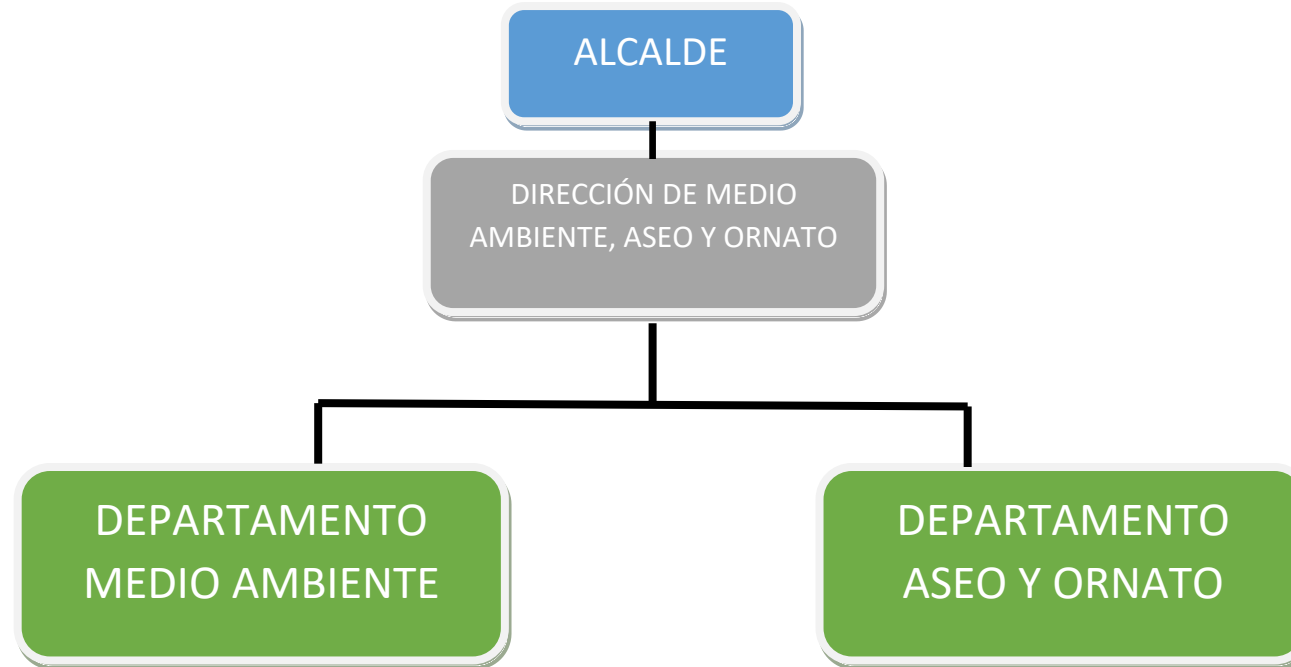 ALCALDE
DIRECCIÓN DE MEDIO
AMBIENTE, ASEO Y ORNATO
DEPARTAMENTO
MEDIO AMBIENTE
DEPARTAMENTO
ASEO Y ORNATO